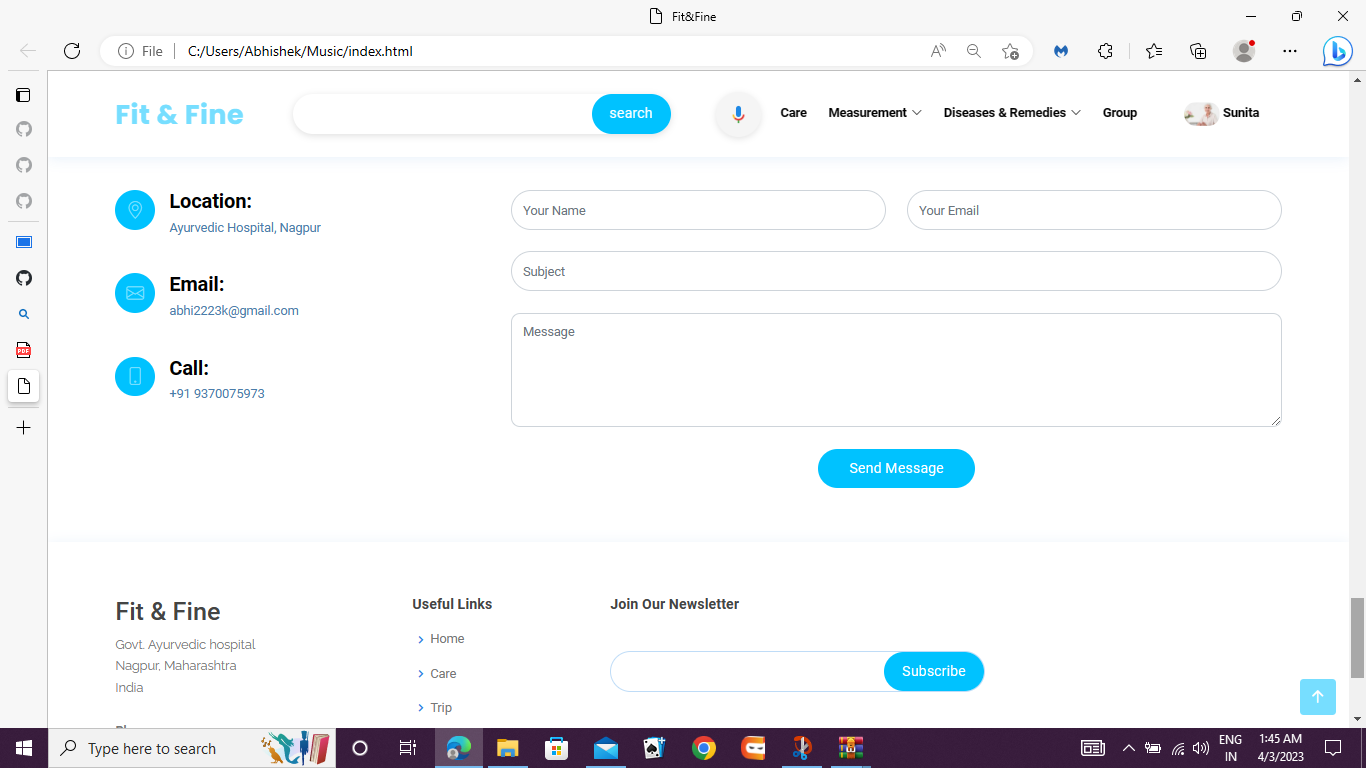 Fit&Fine
File
C:/Users/Abhishek/Music/index.html
Fit & Fine
search
Care
Measurement
Diseases & Remedies
Group
Sunita
Location:
Ayurvedic Hospital, Nagpur
Email:
abhi2223k@gmail.com
Call:
+91 9370075973
Your Name
Your Email
Subject
Message
Send Message
Fit & Fine
Govt. Ayurvedic hospital
Nagpur, Maharashtra
India
Useful Links
Home
Care
Trip
Join Our Newsletter
Subscribe
Type here to search
ENG
IN
1:45 AM
4/3/2023